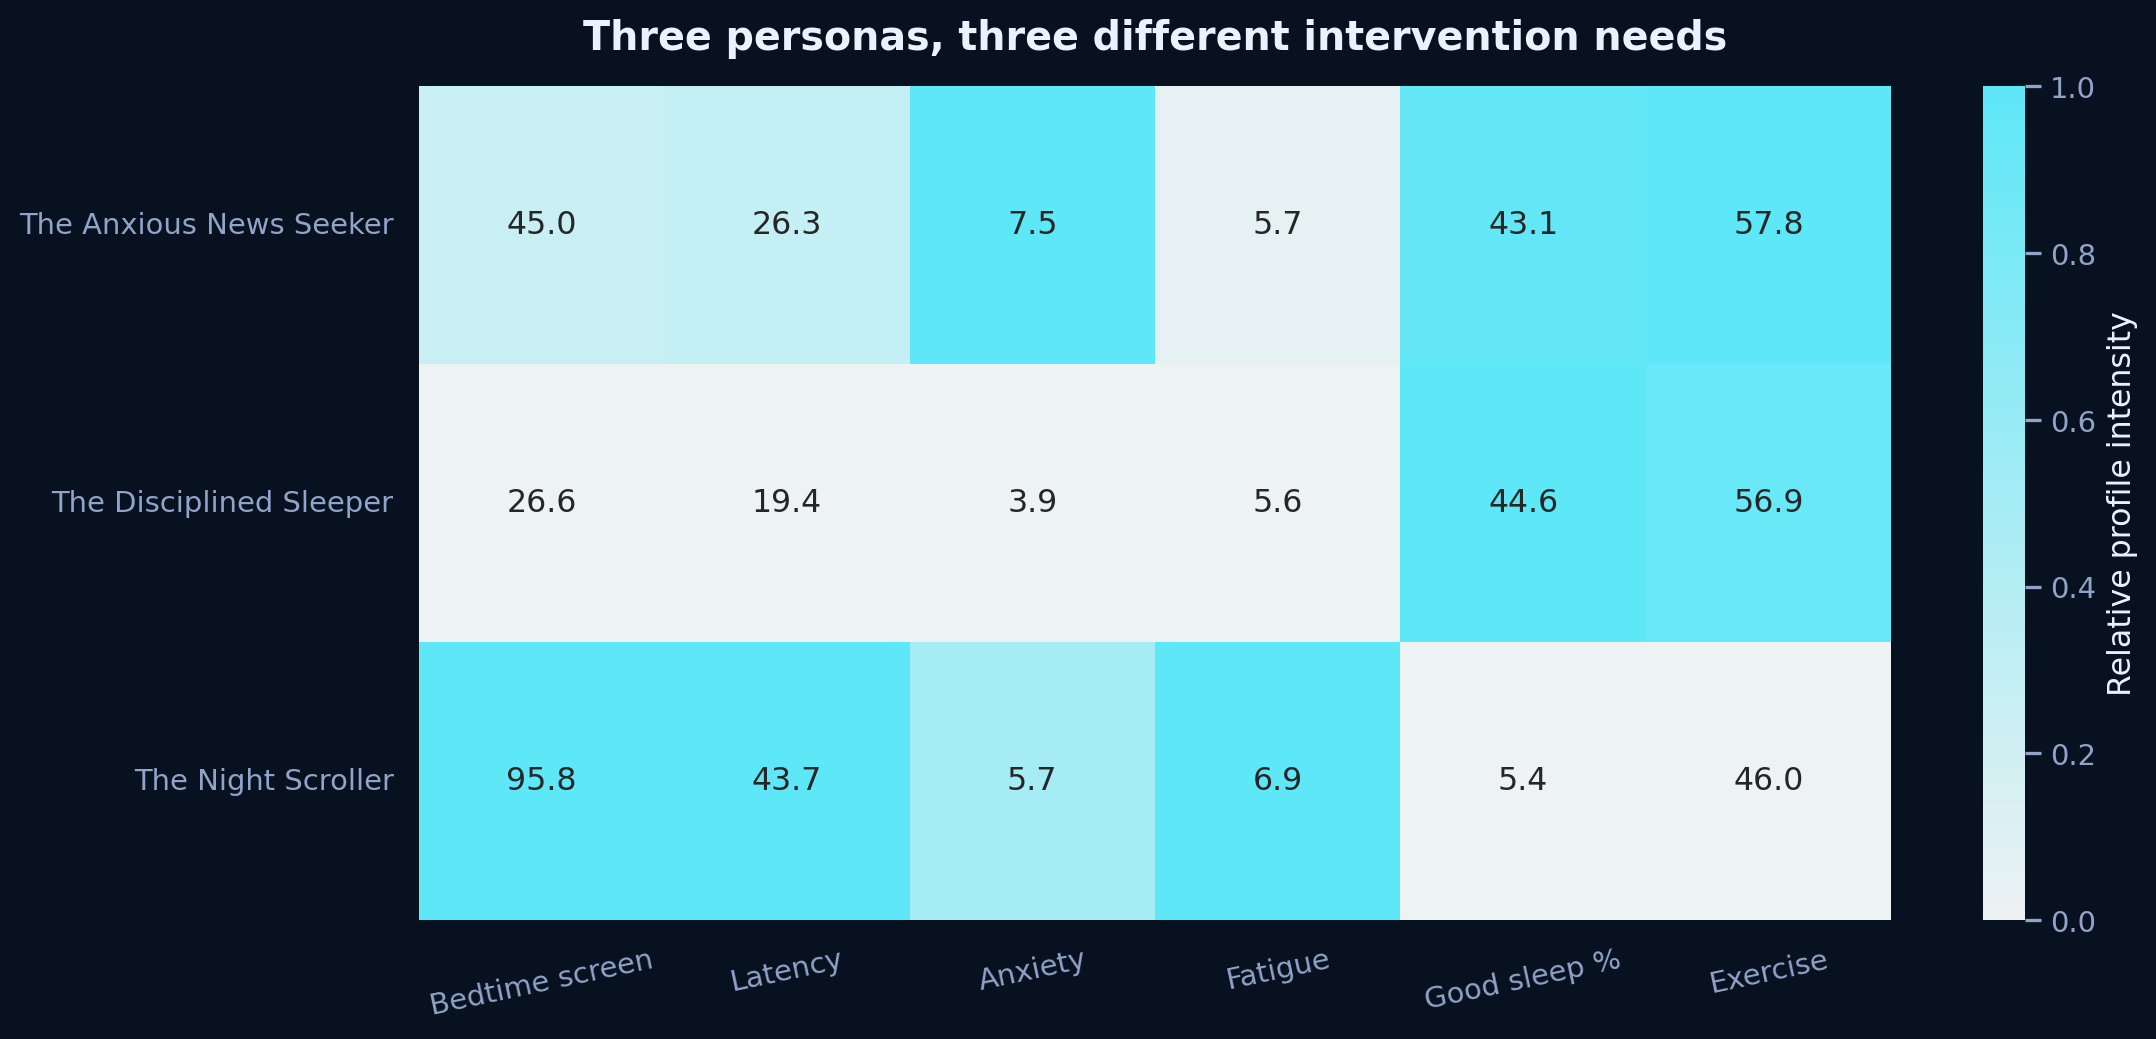 Three personas, three different intervention needs
The Anxious News Seeker 45.0 26.3 7.5 5.7 43.1 57.8
The Disciplined Sleeper 26.6 19.4 3.9 5.6 44.6 56.9
The Night Scroller 95.8 43.7 5.7 6.9 5.4 46.0
Bedtime screen Latency Anxiety Fatigue Good sleep % Exercise
1.0
0.8
0.6
0.4
0.2
0.0
Relative profile intensity